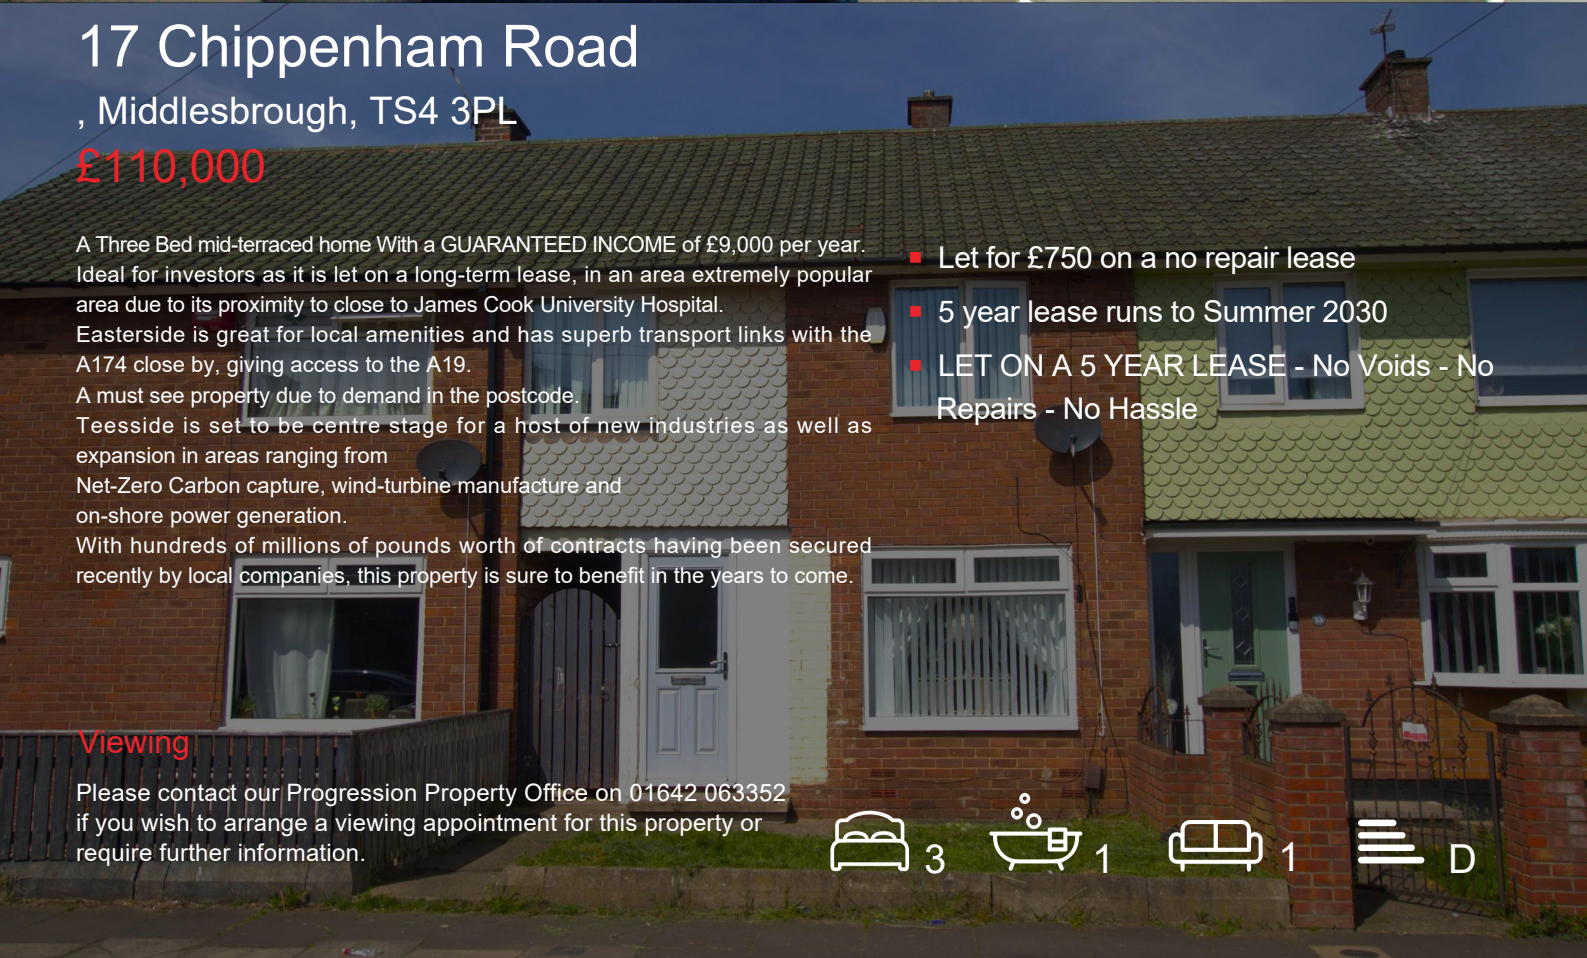 17 Chippenham Road
, Middlesbrough, TS4 3PL
£110,000
A Three Bed mid-terraced home With a GUARANTEED INCOME of £9,000 per year.
Ideal for investors as it is let on a long-term lease, in an area extremely popular
area due to its proximity to close to James Cook University Hospital.
Easterside is great for local amenities and has superb transport links with the
A174 close by, giving access to the A19.
A must see property due to demand in the postcode.
Teesside is set to be centre stage for a host of new industries as well as
expansion in areas ranging from
Net-Zero Carbon capture, wind-turbine manufacture and
on-shore power generation.
With hundreds of millions of pounds worth of contracts having been secured
recently by local companies, this property is sure to benefit in the years to come.
Let for £750 on a no repair lease
5 year lease runs to Summer 2030
LET ON A 5 YEAR LEASE - No Voids - No
Repairs - No Hassle
Viewing
Please contact our Progression Property Office on 01642 063352
if you wish to arrange a viewing appointment for this property or
require further information.
3 1 1 D